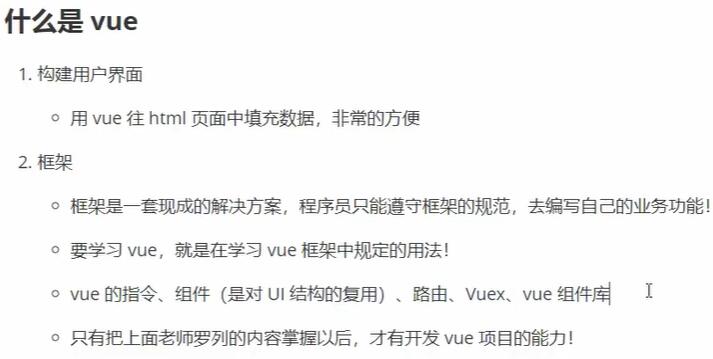 什么是 vue
1. 构建用户界面
○ 用 vue 往 html 页面中填充数据，非常的方便
2. 框架
○ 框架是一套现成的解决方案，程序员只能遵守框架的规范，去编写自己的业务功能！
○ 要学习 vue，就是在学习 vue 框架中规定的用法！
○ vue 的指令、组件（是对 UI 结构的复用）、路由、Vuex、vue 组件库
○ 只有把上面老师罗列的内容掌握以后，才有开发 vue 项目的能力！